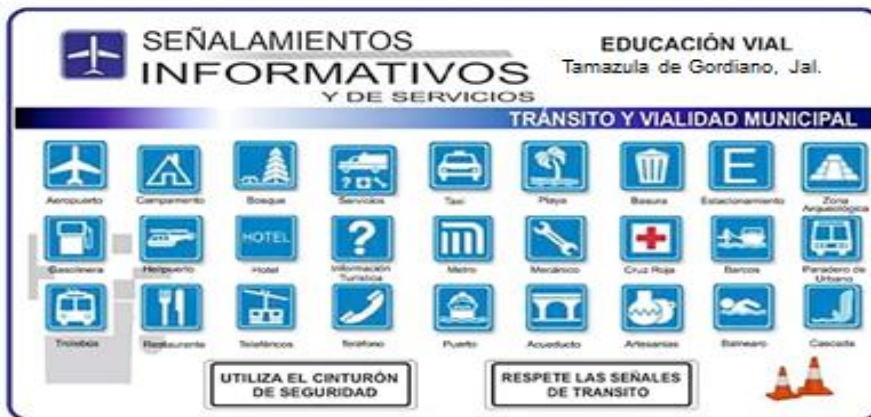 SEÑALAMIENTOS
INFORMATIVOS
Y DE SERVICIOS
EDUCACIÓN VIAL
Tamazula de Gordiano, Jal.
TRÁNSITO Y VIALIDAD MUNICIPAL
Aeropuerto Campamento Bosque Servicios Taxi Playa Basura E Estacionamiento Zona Arqueológica
HOTEL ?
Gasolinera Helipuerto Hotel Información Turística Metro Mecánico Cruz Roja Barcos Paradero de Urbano
Trolebús Restaurante Teleféricos Teléfono Puerto Acueducto Artesanías Balneario Cascada
UTILIZA EL CINTURÓN
DE SEGURIDAD
RESPETE LAS SEÑALES
DE TRANSITO